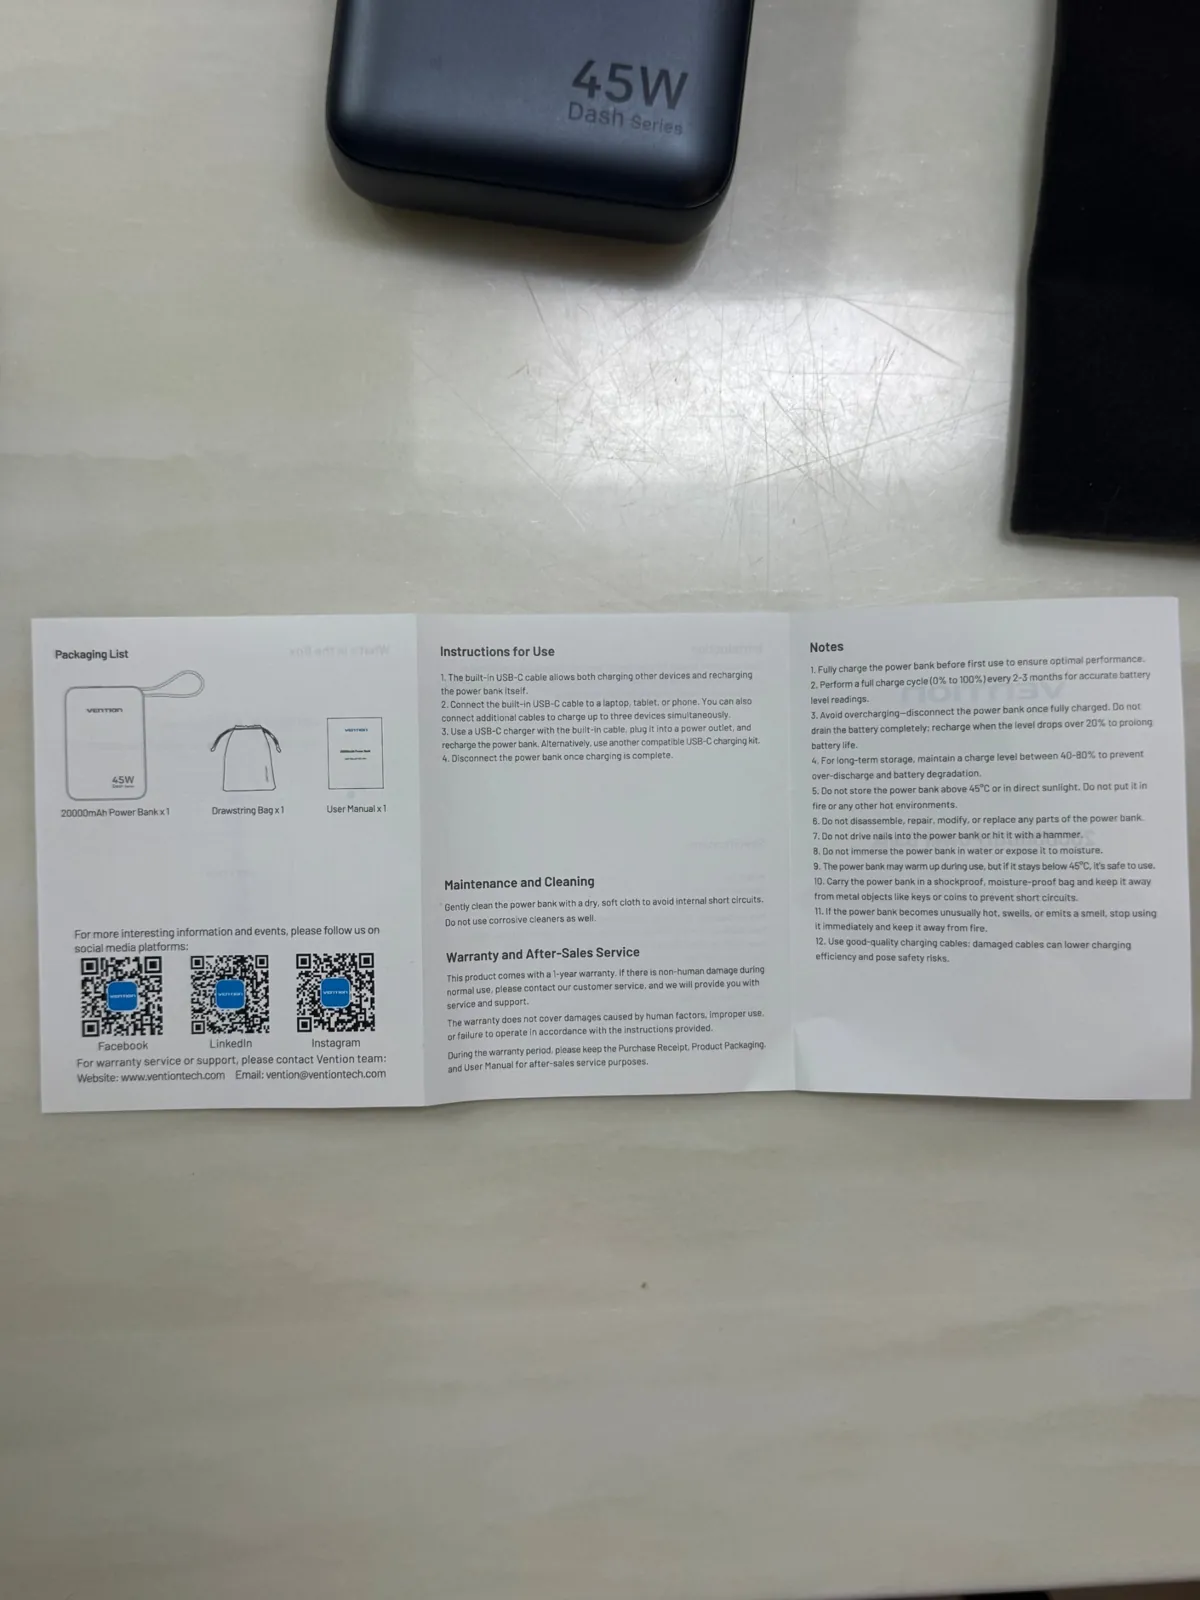 45W
Dash Series
Packaging List
VENTION
45W
Dash Series
VENTION
20000mAh Power Bank x 1
Drawstring Bag x 1
User Manual x 1
For more interesting information and events, please follow us on
social media platforms:
VENTION
VENTION
VENTION
Facebook
LinkedIn
Instagram
For warranty service or support, please contact Vention team:
Website: www.ventiontech.com Email: vention@ventiontech.com
Instructions for Use
1. The built-in USB-C cable allows both charging other devices and recharging
the power bank itself.
2. Connect the built-in USB-C cable to a laptop, tablet, or phone. You can also
connect additional cables to charge up to three devices simultaneously.
3. Use a USB-C charger with the built-in cable, plug it into a power outlet, and
recharge the power bank. Alternatively, use another compatible USB-C charging kit.
4. Disconnect the power bank once charging is complete.
Maintenance and Cleaning
Gently clean the power bank with a dry, soft cloth to avoid internal short circuits.
Do not use corrosive cleaners as well.
Warranty and After-Sales Service
This product comes with a 1-year warranty. If there is non-human damage during
normal use, please contact our customer service, and we will provide you with
service and support.
The warranty does not cover damages caused by human factors, improper use,
or failure to operate in accordance with the instructions provided.
During the warranty period, please keep the Purchase Receipt, Product Packaging,
and User Manual for after-sales service purposes.
Notes
1. Fully charge the power bank before first use to ensure optimal performance.
2. Perform a full charge cycle (0% to 100%) every 2-3 months for accurate battery
level readings.
3. Avoid overcharging—disconnect the power bank once fully charged. Do not
drain the battery completely; recharge when the level drops over 20% to prolong
battery life.
4. For long-term storage, maintain a charge level between 40-80% to prevent
over-discharge and battery degradation.
5. Do not store the power bank above 45°C or in direct sunlight. Do not put it in
fire or any other hot environments.
6. Do not disassemble, repair, modify, or replace any parts of the power bank.
7. Do not drive nails into the power bank or hit it with a hammer.
8. Do not immerse the power bank in water or expose it to moisture.
9. The power bank may warm up during use, but if it stays below 45°C, it's safe to use.
10. Carry the power bank in a shockproof, moisture-proof bag and keep it away
from metal objects like keys or coins to prevent short circuits.
11. If the power bank becomes unusually hot, swells, or emits a smell, stop using
it immediately and keep it away from fire.
12. Use good-quality charging cables; damaged cables can lower charging
efficiency and pose safety risks.